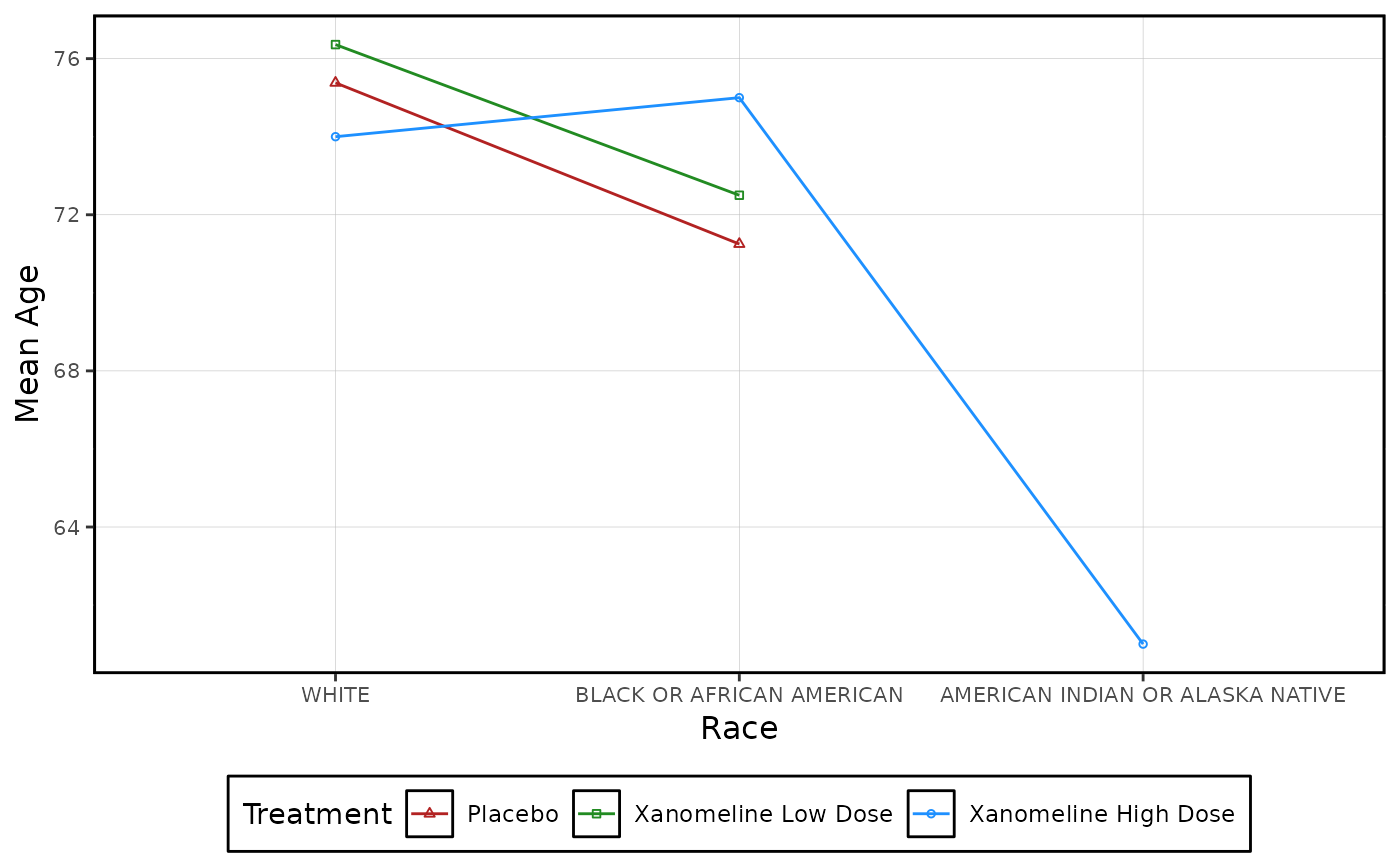 76
72
68
64
Mean Age
WHITE BLACK OR AFRICAN AMERICAN AMERICAN INDIAN OR ALASKA NATIVE
Race
Treatment Placebo Xanomeline Low Dose Xanomeline High Dose